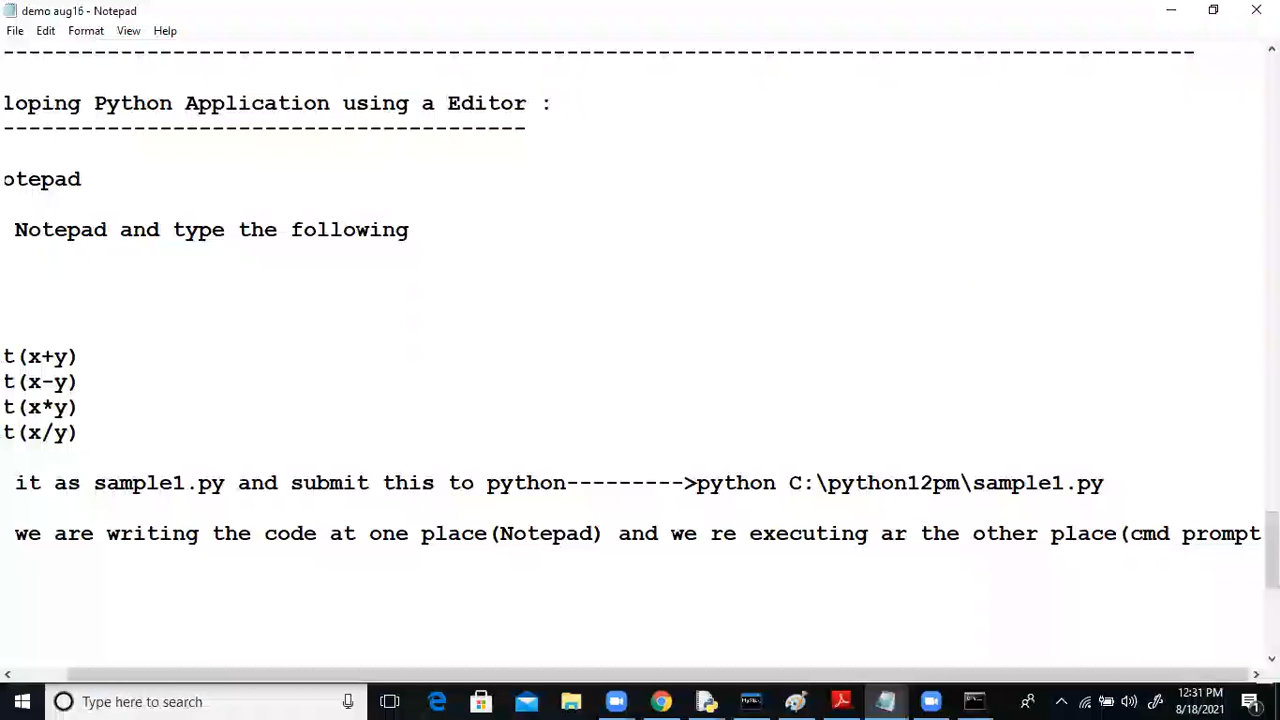 demo aug16 - Notepad
File Edit Format View Help
--------------------------------------------------------------------------------------------
loping Python Application using a Editor :
----------------------------------------
otepad
Notepad and type the following
t(x+y)
t(x-y)
t(x*y)
t(x/y)
it as sample1.py and submit this to python--------->python C:\python12pm\sample1.py
we are writing the code at one place(Notepad) and we re executing ar the other place(cmd prompt
Type here to search
12:31 PM
8/18/2021
1